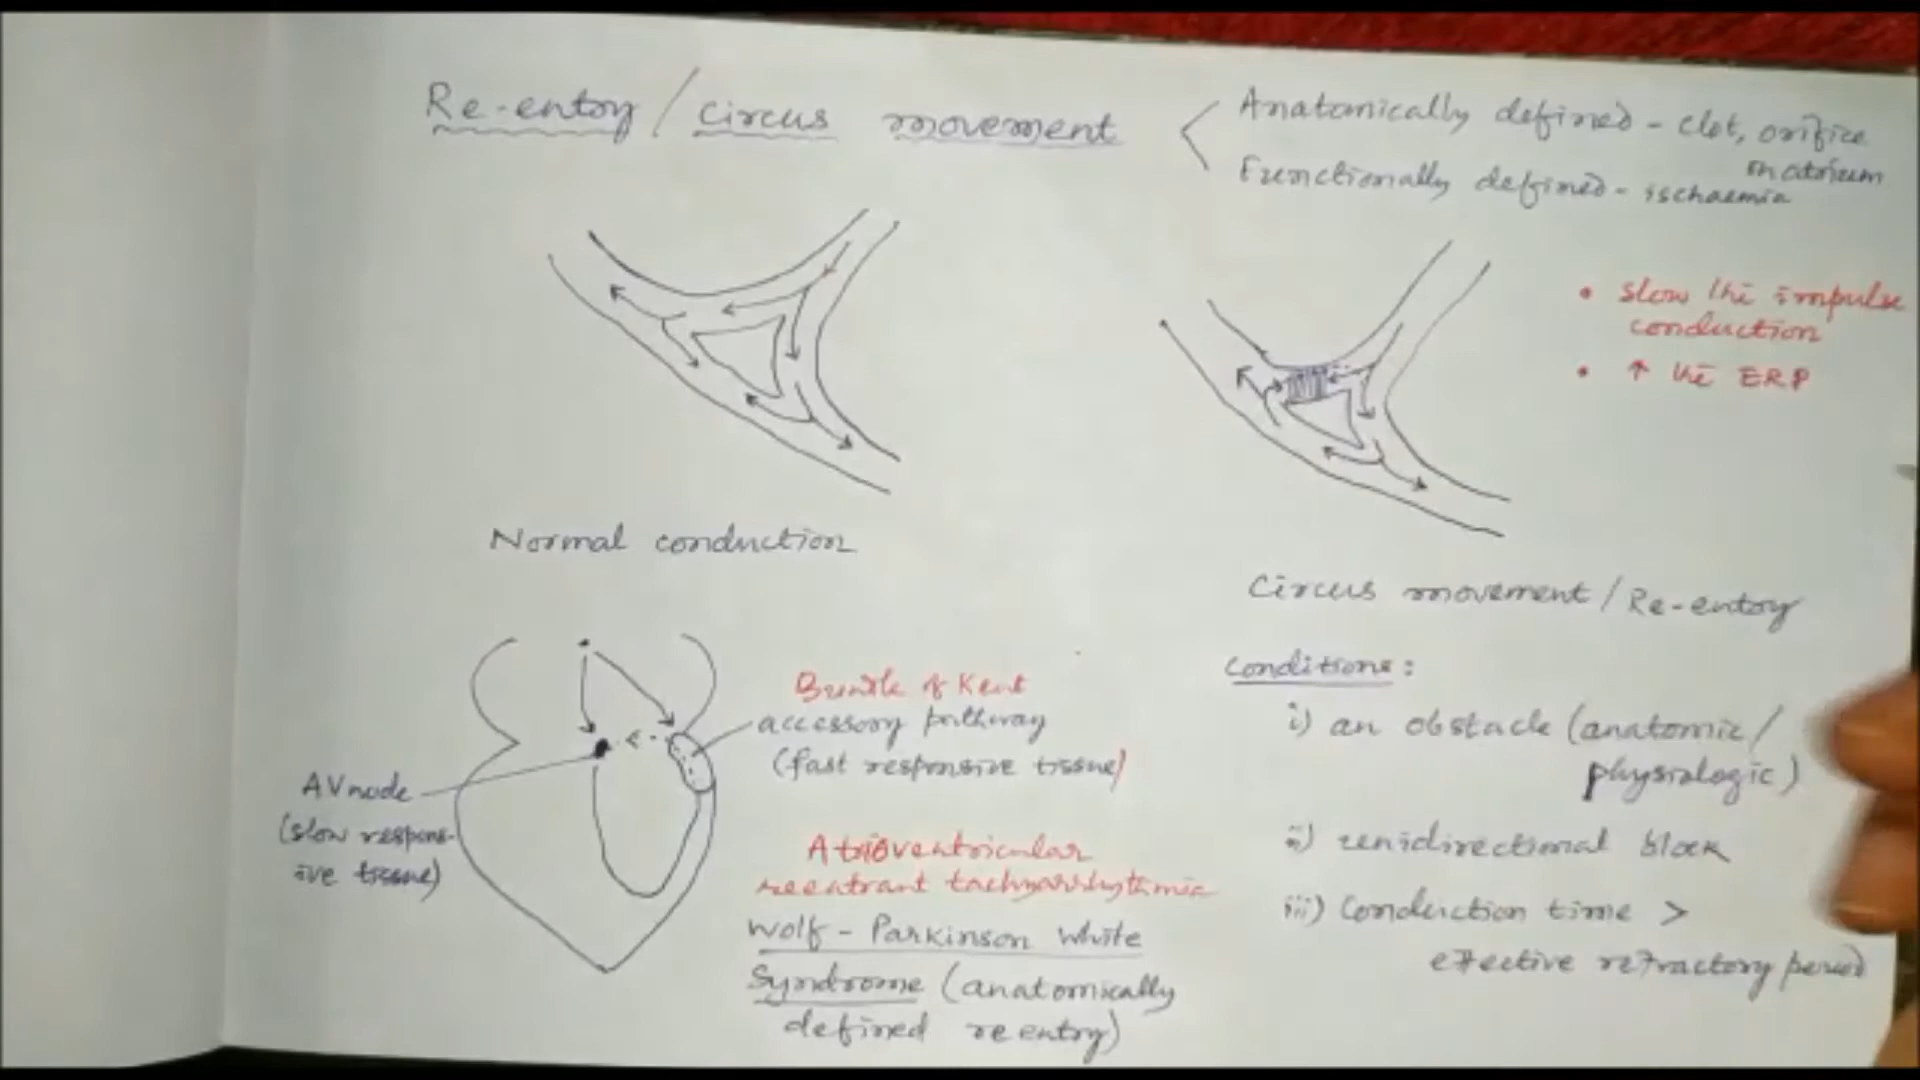 Re-entry / Circus movement
Anatomically defined - clot, orifice
in atrium
Functionally defined - ischaemia
• Slow the impulse
conduction
• ↑ the ERP
Normal conduction
Circus movement / Re-entry
Conditions:
i) an obstacle (anatomic/
physiologic)
ii) unidirectional block
iii) Conduction time >
effective refractory period
Bundle of Kent
accessory pathway
(fast responsive tissue)
AV node
(slow respons-
ive tissue)
Atrioventricular
reentrant tachyarrhythmia
Wolf - Parkinson White
Syndrome (anatomically
defined re entry)